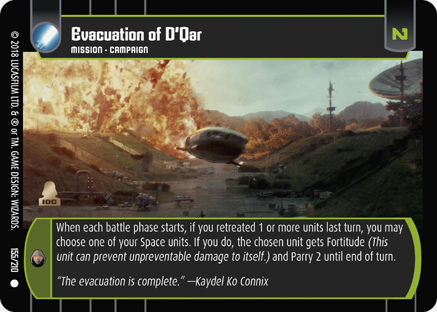 Evacuation of D'Qar
MISSION - CAMPAIGN
N
When each battle phase starts, if you retreated 1 or more units last turn, you may
choose one of your Space units. If you do, the chosen unit gets Fortitude (This
unit can prevent unpreventable damage to itself.) and Parry 2 until end of turn.
"The evacuation is complete." —Kaydel Ko Connix
© 2018 LUCASFILM LTD. & ® or TM. GAME DESIGN: WIZARDS.
155/210
IDC